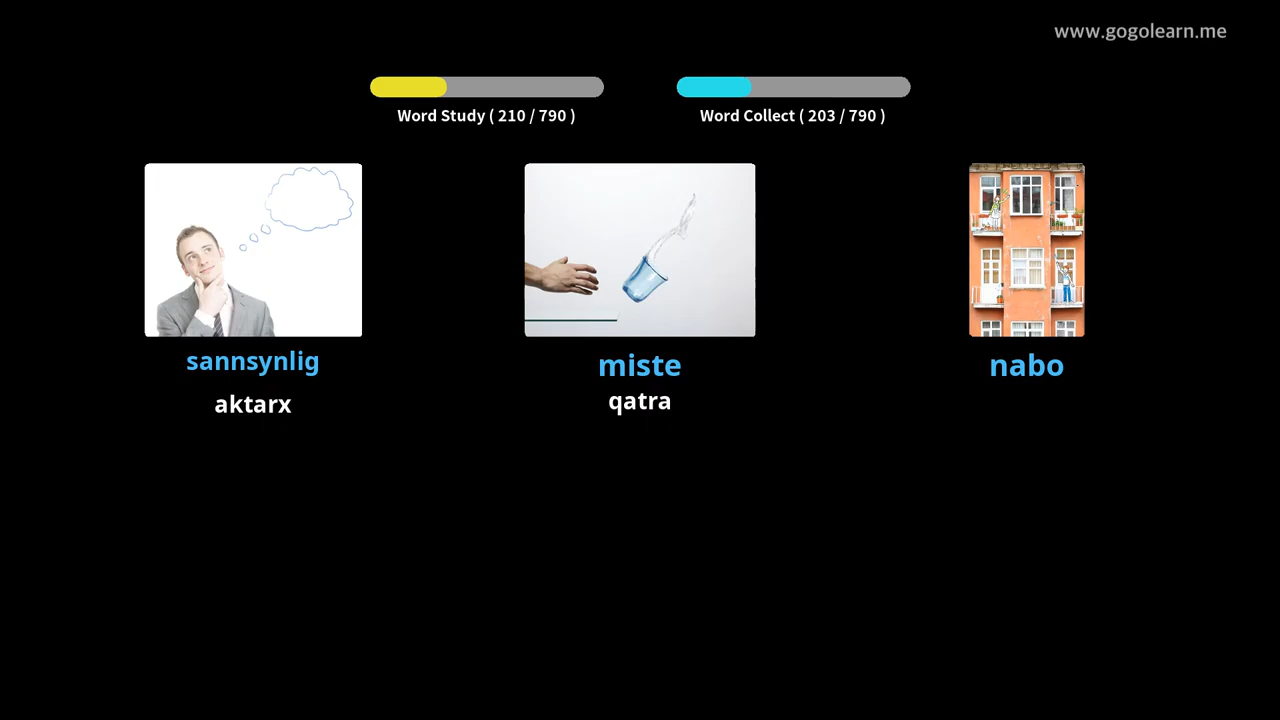 www.gogolearn.me
Word Study ( 210 / 790 )
Word Collect ( 203 / 790 )
sannsynlig
miste
nabo
aktarx
qatra